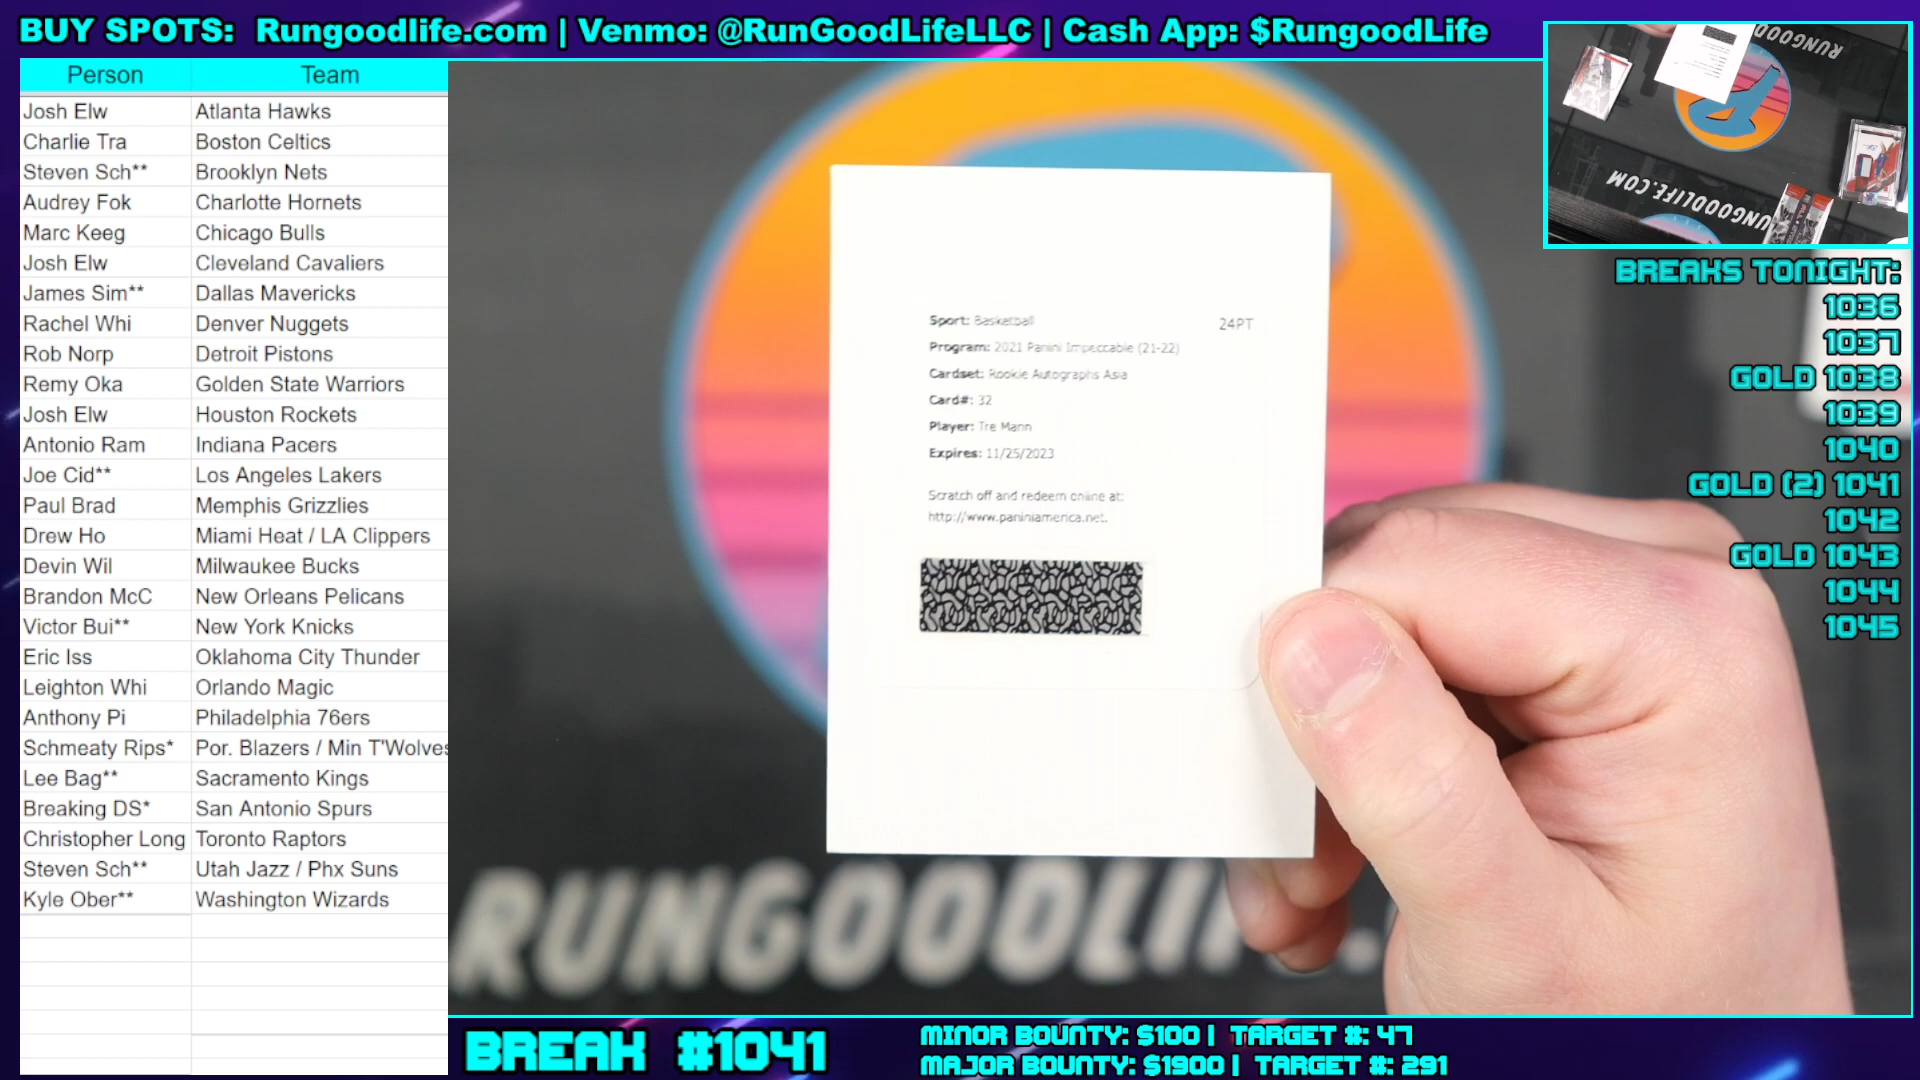 BUY SPOTS: Rungoodlife.com | Venmo: @RunGoodLifeLLC | Cash App: $RungoodLife
Person Team
Josh Elw Atlanta Hawks
Charlie Tra Boston Celtics
Steven Sch** Brooklyn Nets
Audrey Fok Charlotte Hornets
Marc Keeg Chicago Bulls
Josh Elw Cleveland Cavaliers
James Sim** Dallas Mavericks
Rachel Whi Denver Nuggets
Rob Norp Detroit Pistons
Remy Oka Golden State Warriors
Josh Elw Houston Rockets
Antonio Ram Indiana Pacers
Joe Cid** Los Angeles Lakers
Paul Brad Memphis Grizzlies
Drew Ho Miami Heat / LA Clippers
Devin Wil Milwaukee Bucks
Brandon McC New Orleans Pelicans
Victor Bui** New York Knicks
Eric Iss Oklahoma City Thunder
Leighton Whi Orlando Magic
Anthony Pi Philadelphia 76ers
Schmeaty Rips* Por. Blazers / Min T'Wolves
Lee Bag** Sacramento Kings
Breaking DS* San Antonio Spurs
Christopher Long Toronto Raptors
Steven Sch** Utah Jazz / Phx Suns
Kyle Ober** Washington Wizards
Sport: Basketball 24PT
Program: 2021 Panini Impeccable (21-22)
Cardset: Rookie Autographs Asia
Card#: 32
Player: Tre Mann
Expires: 11/25/2023
Scratch off and redeem online at:
http://www.paniniamerica.net.
RUNGOODLIFE.
RUNGOOD
RUNGOODLIFE.COM
BREAKS TONIGHT:
1036
1037
GOLD 1038
1039
1040
GOLD (2) 1041
1042
GOLD 1043
1044
1045
BREAK #1041
MINOR BOUNTY: $100 | TARGET #: 47
MAJOR BOUNTY: $1900 | TARGET #: 291